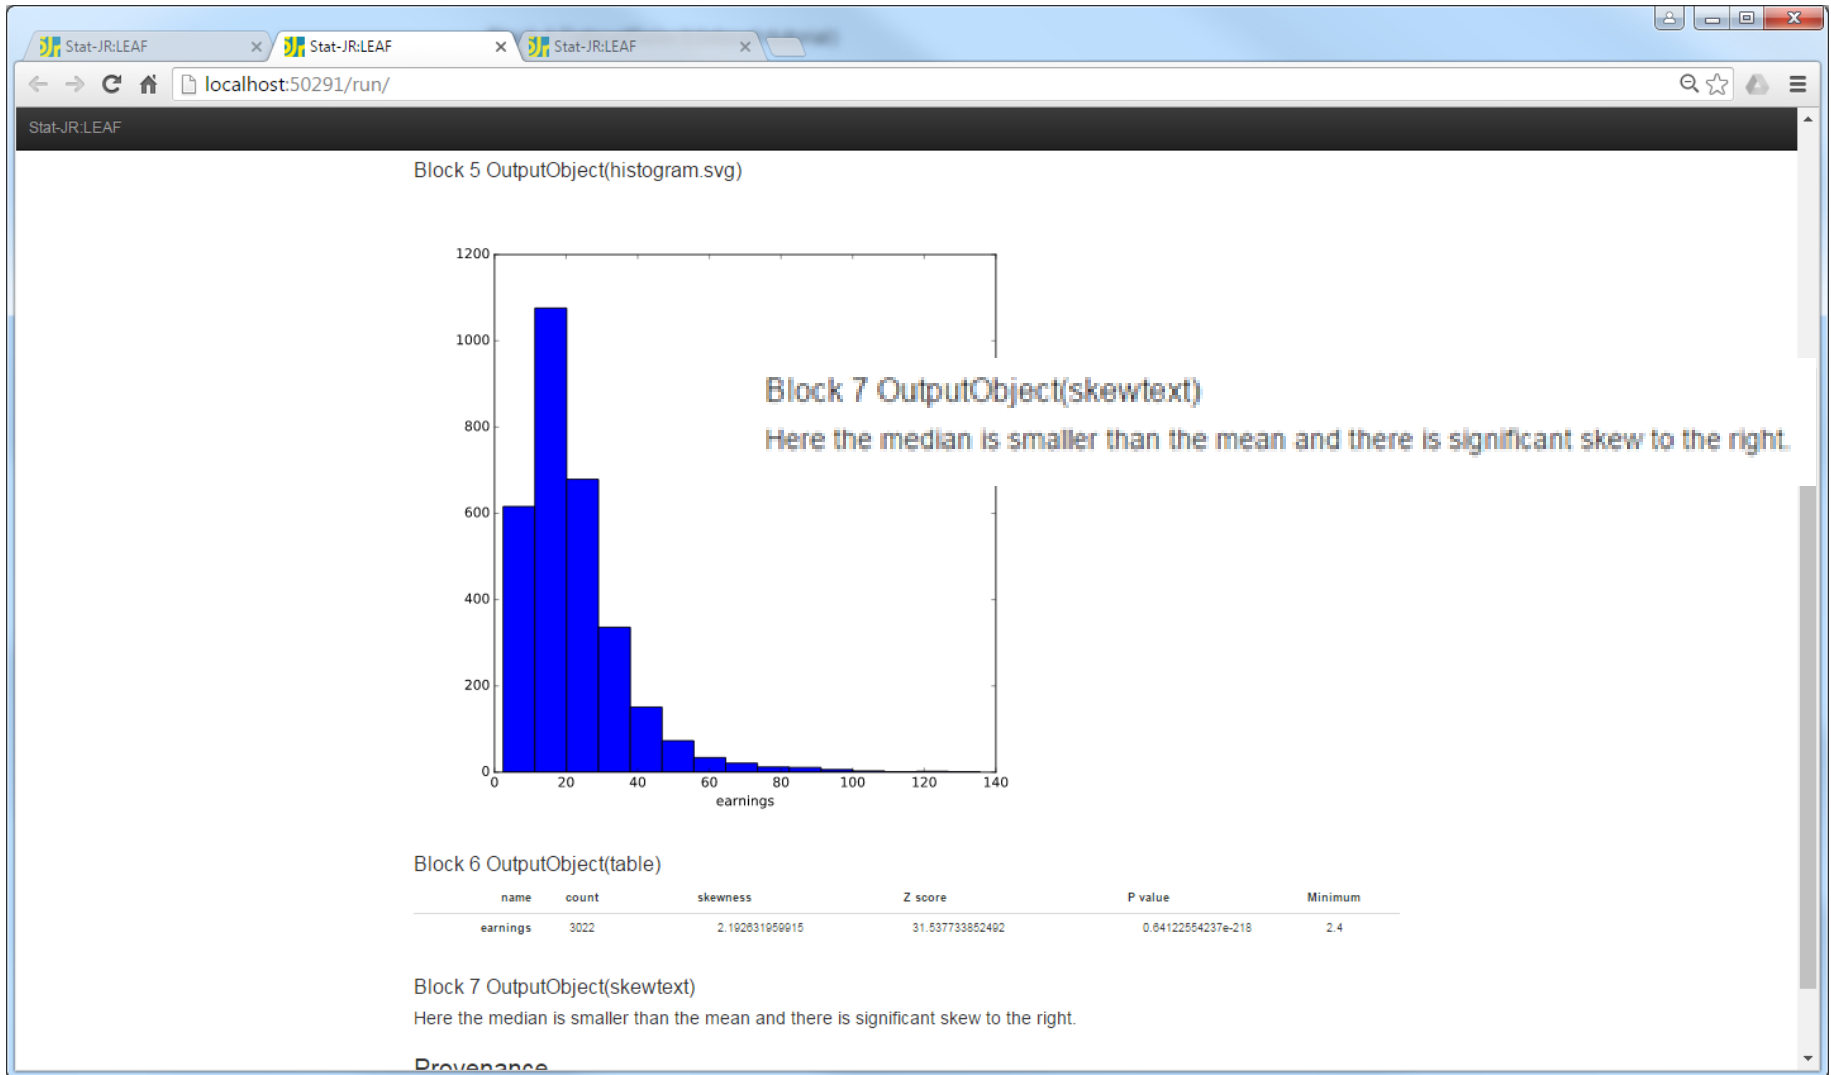 Stat-JR:LEAF
Stat-JR:LEAF
Stat-JR:LEAF
localhost:50291/run/
Stat-JR:LEAF
Block 5 OutputObject(histogram.svg)
1200
1000
800
600
400
200
0
0 20 40 60 80 100 120 140
earnings
Block 7 OutputObject(skewtext)
Here the median is smaller than the mean and there is significant skew to the right.
Block 6 OutputObject(table)
name count skewness Z score P value Minimum
earnings 3022 2.192631959915 31.537733852492 0.64122554237e-218 2.4
Block 7 OutputObject(skewtext)
Here the median is smaller than the mean and there is significant skew to the right.
Provenance